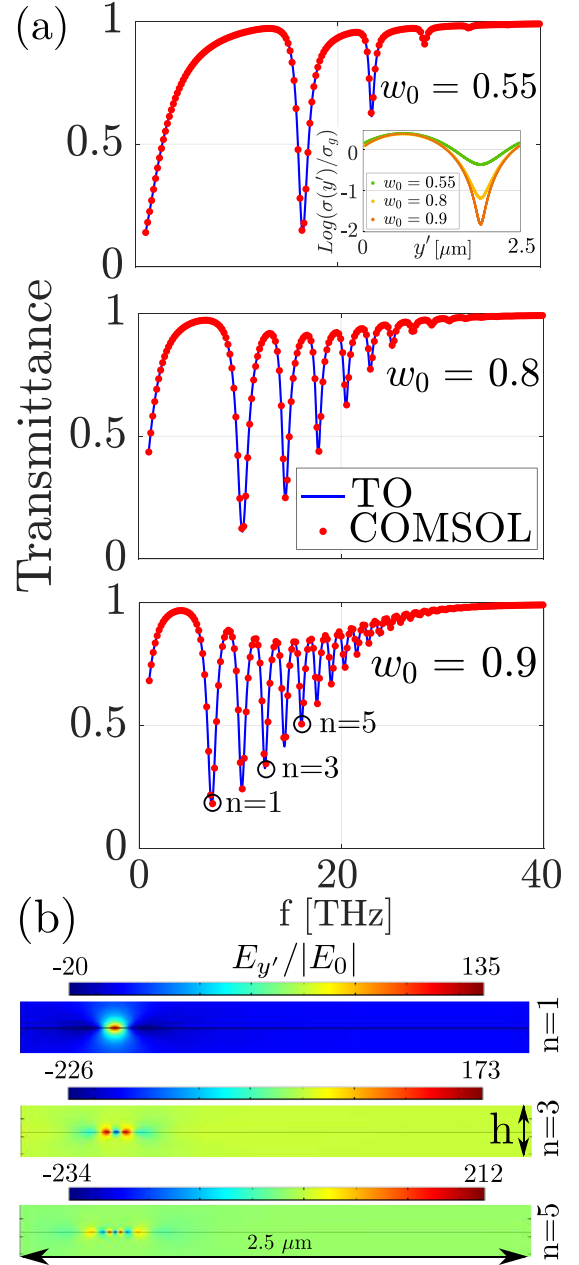 (a)
Transmittance
1
0.5
0
w₀ = 0.55
Log(σ(y′)/σg)
0
-1
-2
w₀ = 0.55
w₀ = 0.8
w₀ = 0.9
0
y′ [μm]
2.5
1
0.5
0
w₀ = 0.8
TO
COMSOL
1
0.5
0
w₀ = 0.9
n=5
n=3
n=1
0
20
40
f [THz]
(b)
E_y′/|E₀|
-20
135
n=1
-226
173
h
n=3
-234
212
n=5
2.5 μm